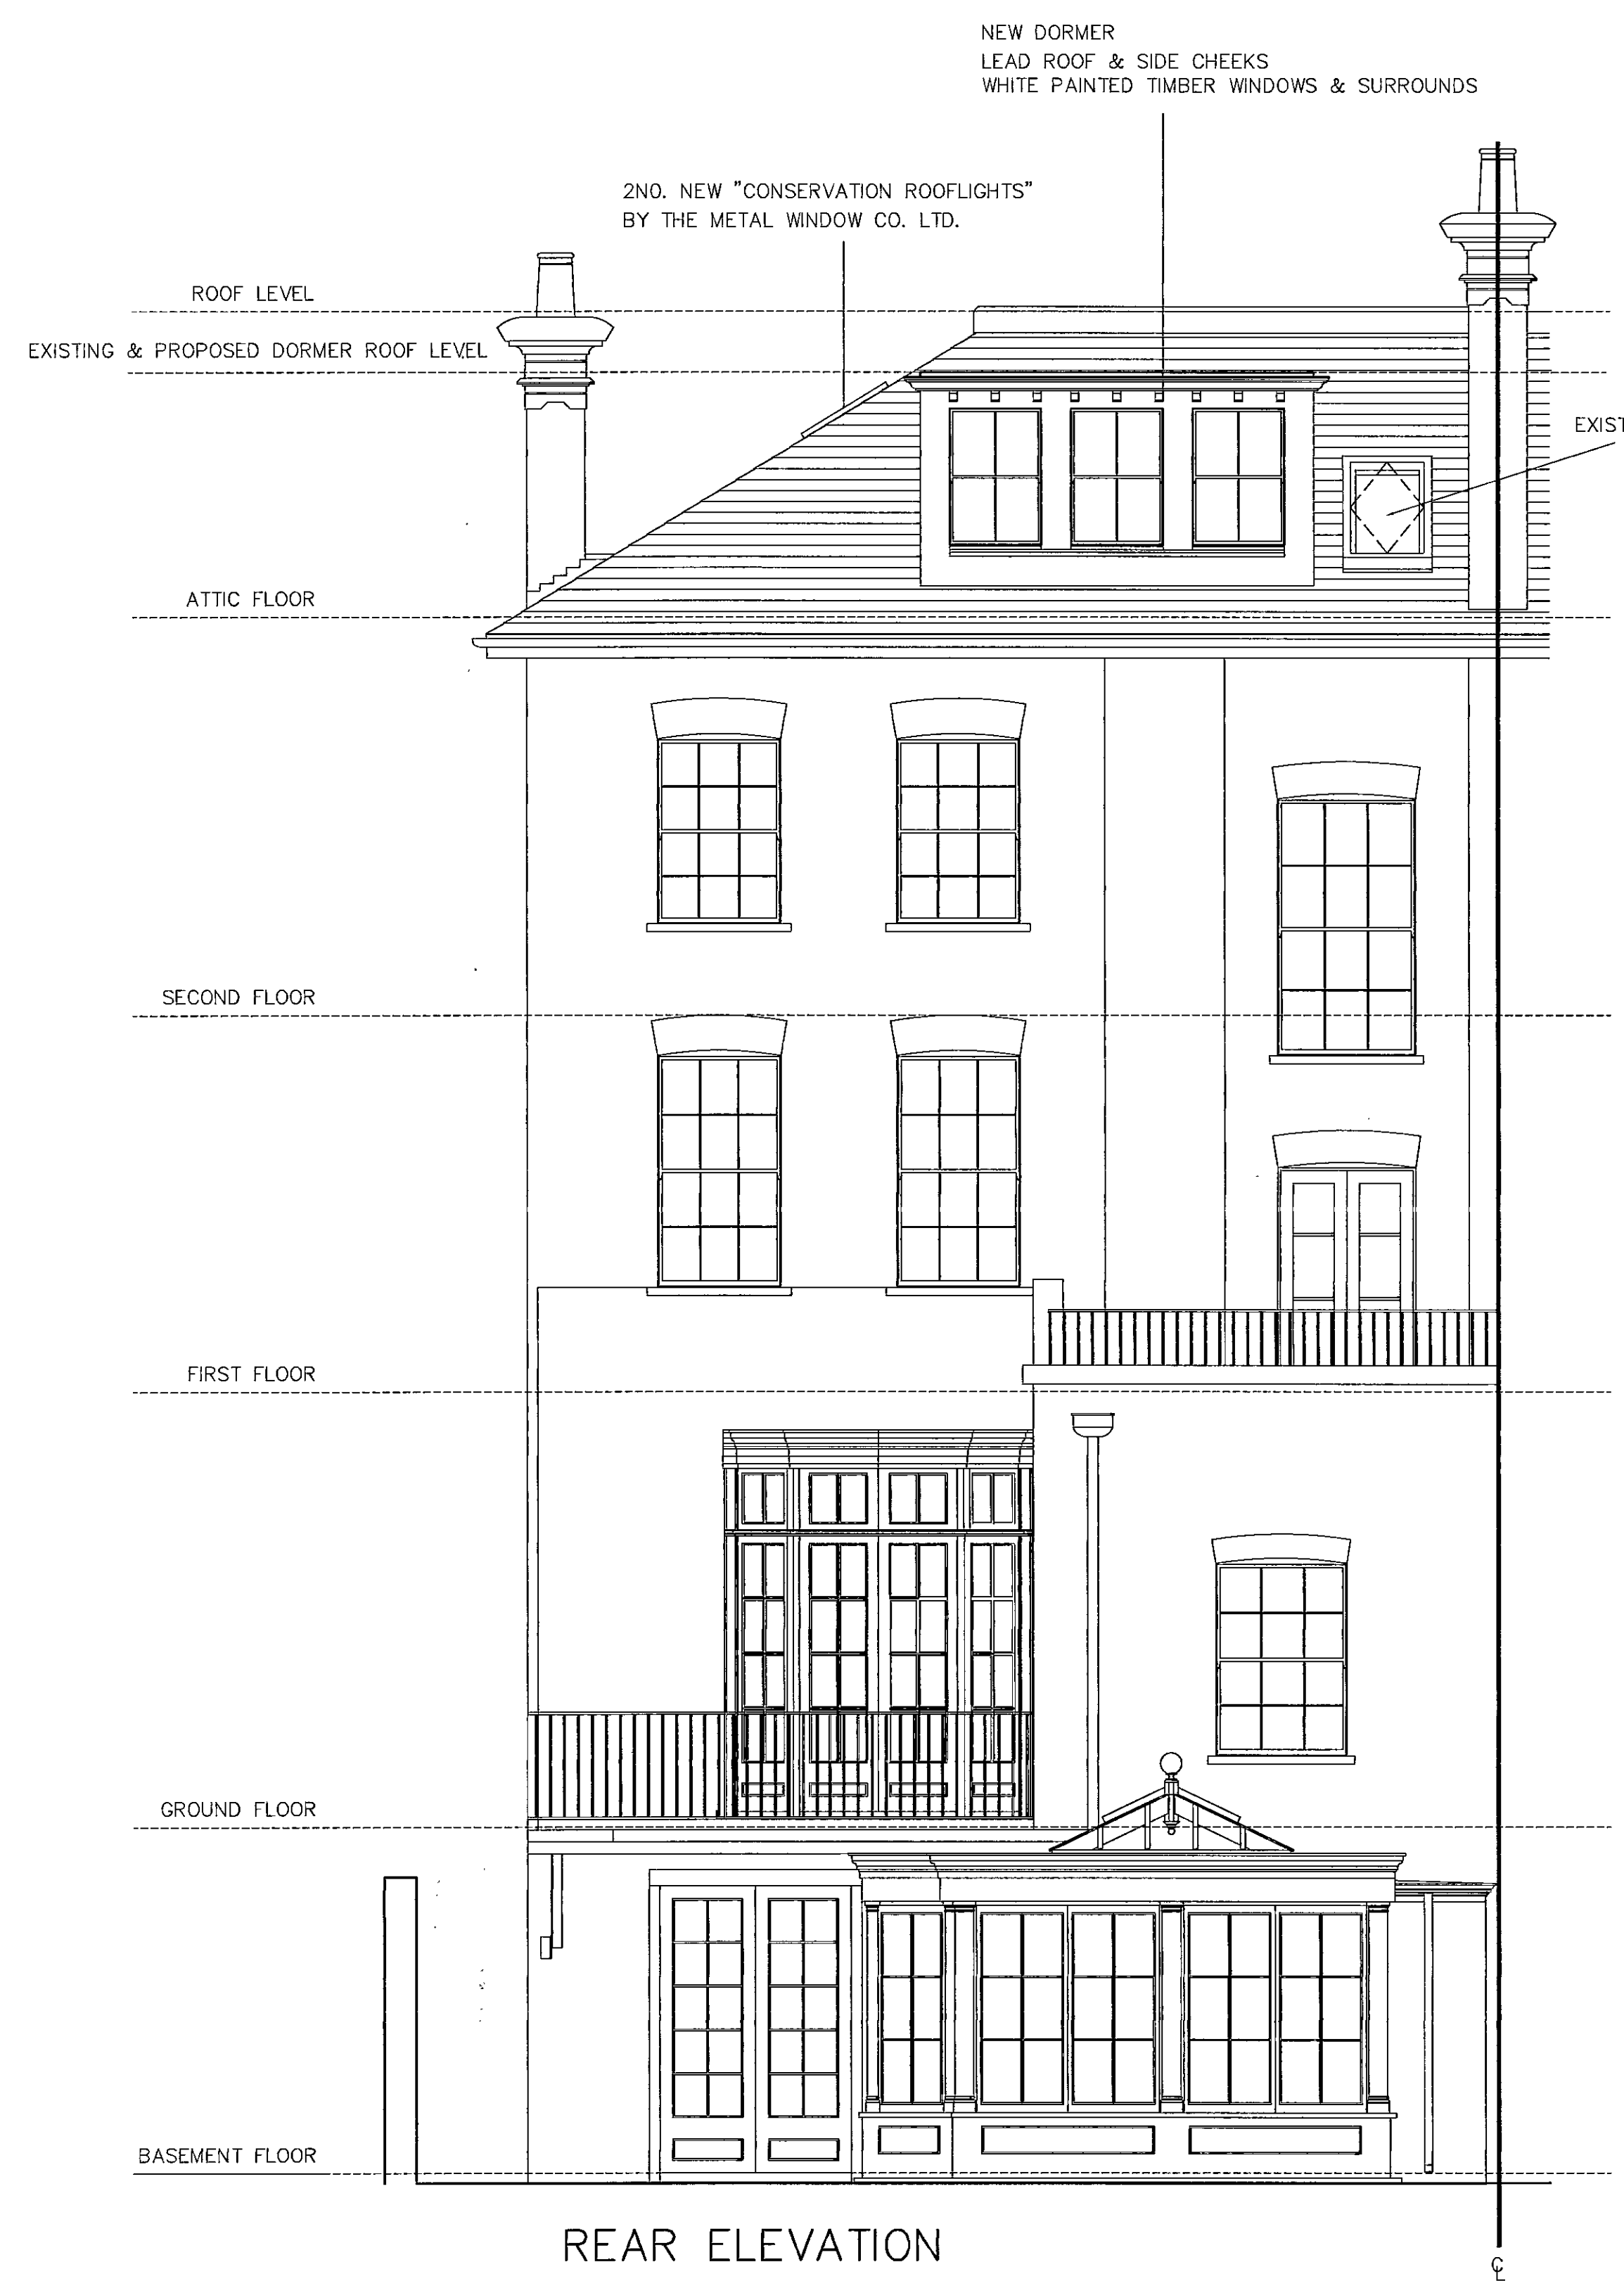 NEW DORMER
LEAD ROOF & SIDE CHEEKS
WHITE PAINTED TIMBER WINDOWS & SURROUNDS
2NO. NEW "CONSERVATION ROOFLIGHTS"
BY THE METAL WINDOW CO. LTD.
ROOF LEVEL
EXISTING & PROPOSED DORMER ROOF LEVEL
EXIST
ATTIC FLOOR
SECOND FLOOR
FIRST FLOOR
GROUND FLOOR
BASEMENT FLOOR
REAR ELEVATION
℄